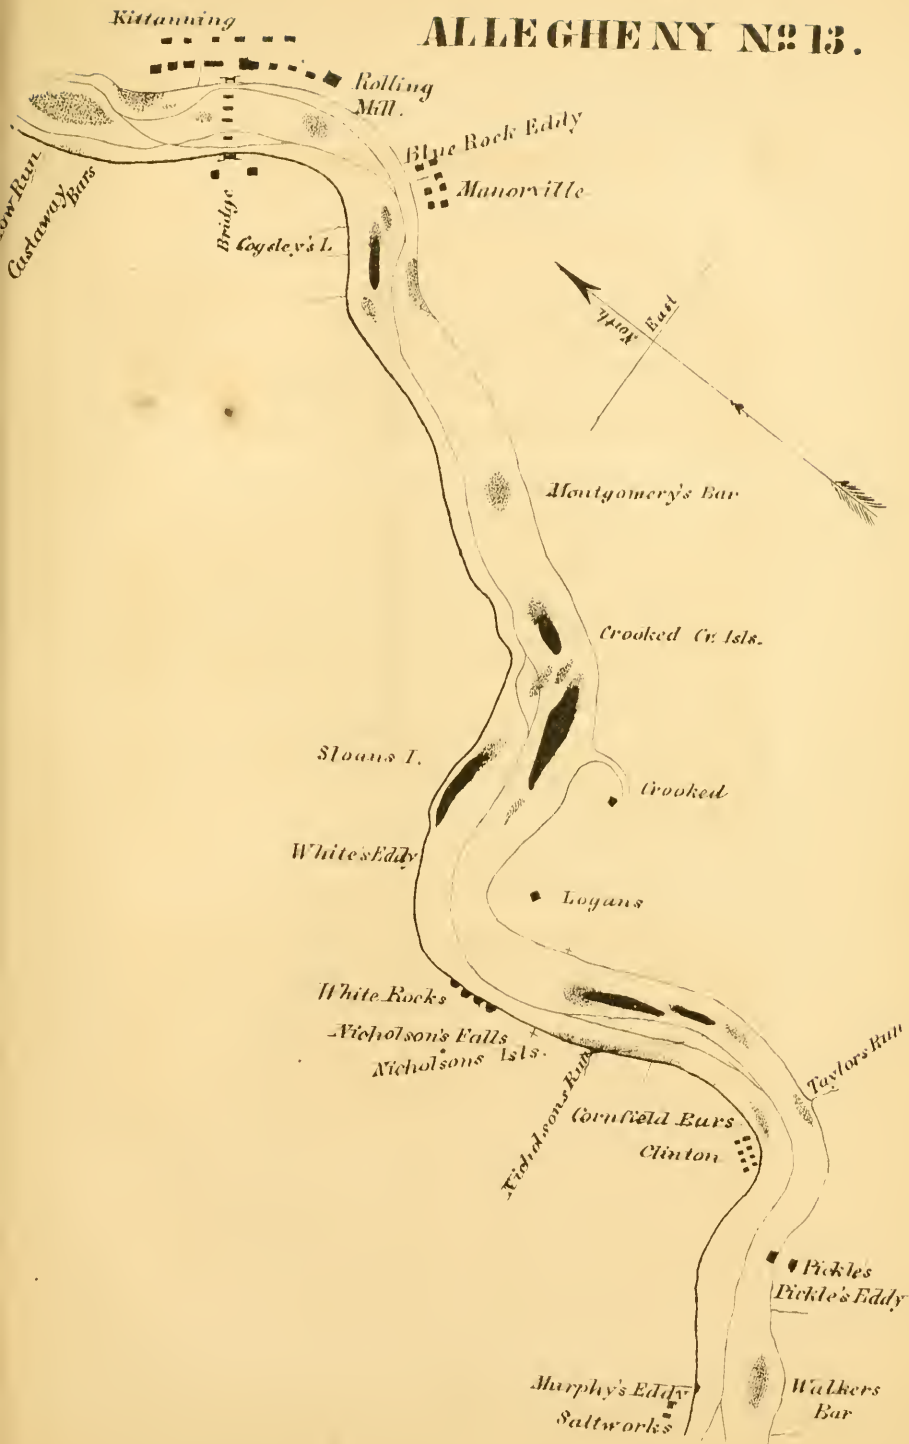 ALLEGHENY Nº 13.
Kittanning
Rolling
Mill.
Blue Rock Eddy
Manorville
Castaway
Bars
Bridge
Cogsley's I.
North
East
Montgomery's Bar
Crooked Cr. Isls.
Sloans I.
Crooked
White's Eddy
Logans
White Rocks
Nicholson's Falls
Nicholsons Isls.
Nicholsons Run
Taylors Run
Cornfield Bars
Clinton
Pickles
Pickle's Eddy
Murphy's Eddy
Saltworks
Walkers
Bar